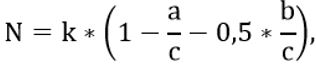 N = k * (1 - a/c - 0,5 * b/c),